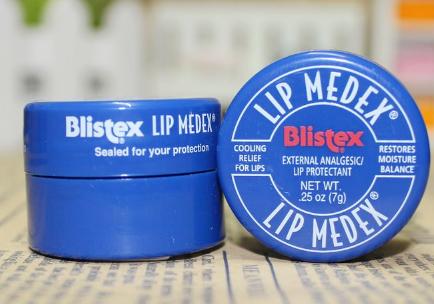 Blistex LIP MEDEX®
Sealed for your protection
LIP MEDEX®
Blistex
COOLING
RELIEF
FOR LIPS
EXTERNAL ANALGESIC/
LIP PROTECTANT
RESTORES
MOISTURE
BALANCE
NET WT.
.25 oz (7g)
LIP MEDEX®